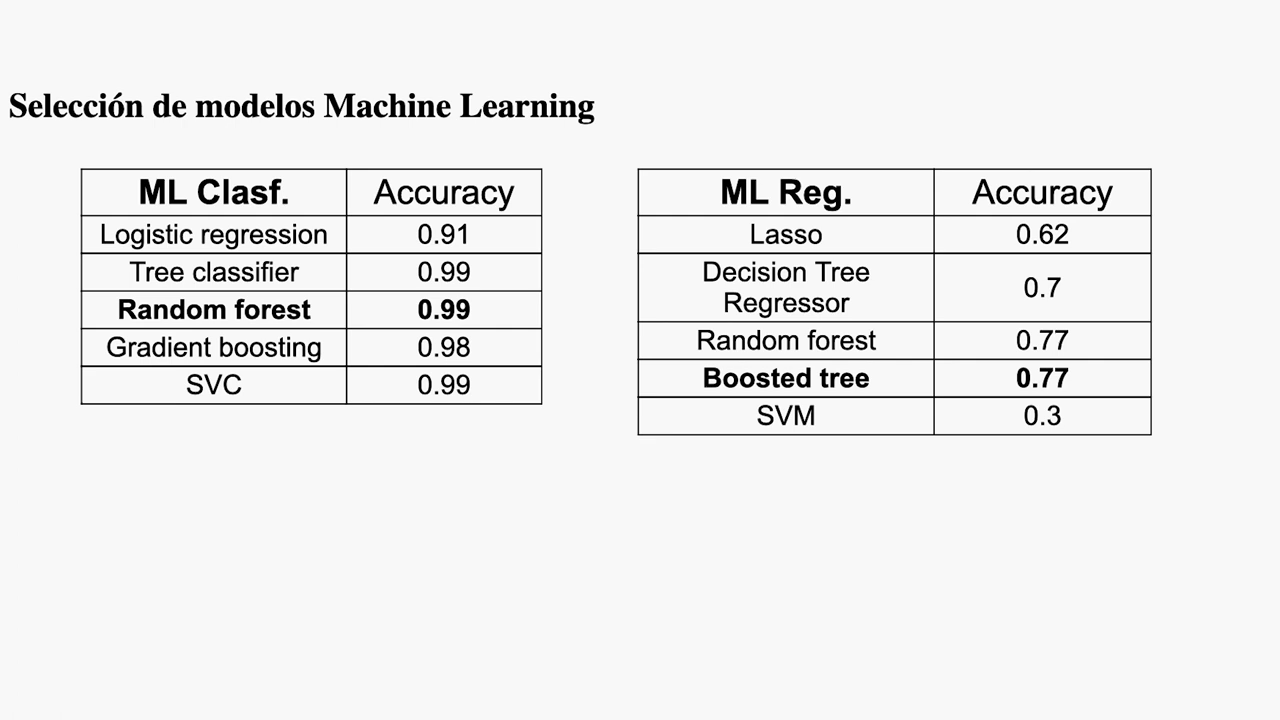 Selección de modelos Machine Learning
ML Clasf. Accuracy
Logistic regression 0.91
Tree classifier 0.99
Random forest 0.99
Gradient boosting 0.98
SVC 0.99
ML Reg. Accuracy
Lasso 0.62
Decision Tree
Regressor 0.7
Random forest 0.77
Boosted tree 0.77
SVM 0.3